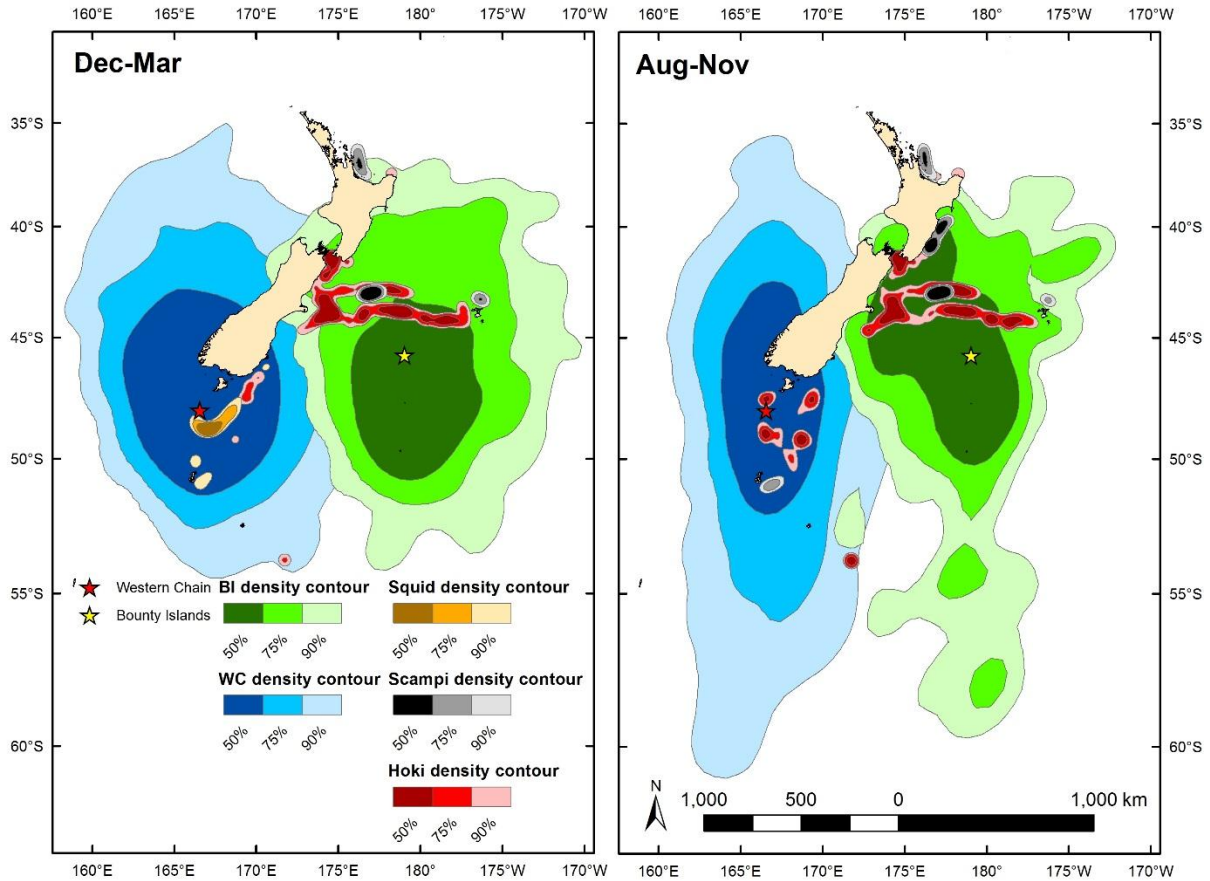 160°E 165°E 170°E 175°E 180° 175°W 170°W
160°E 165°E 170°E 175°E 180° 175°W 170°W
Dec-Mar
Aug-Nov
35°S
40°S
45°S
50°S
55°S
60°S
35°S
40°S
45°S
50°S
55°S
60°S
Western Chain
Bounty Islands
BI density contour
50% 75% 90%
WC density contour
50% 75% 90%
Squid density contour
50% 75% 90%
Scampi density contour
50% 75% 90%
Hoki density contour
50% 75% 90%
N
1,000 500 0 1,000 km
160°E 165°E 170°E 175°E 180° 175°W 170°W
160°E 165°E 170°E 175°E 180° 175°W 170°W